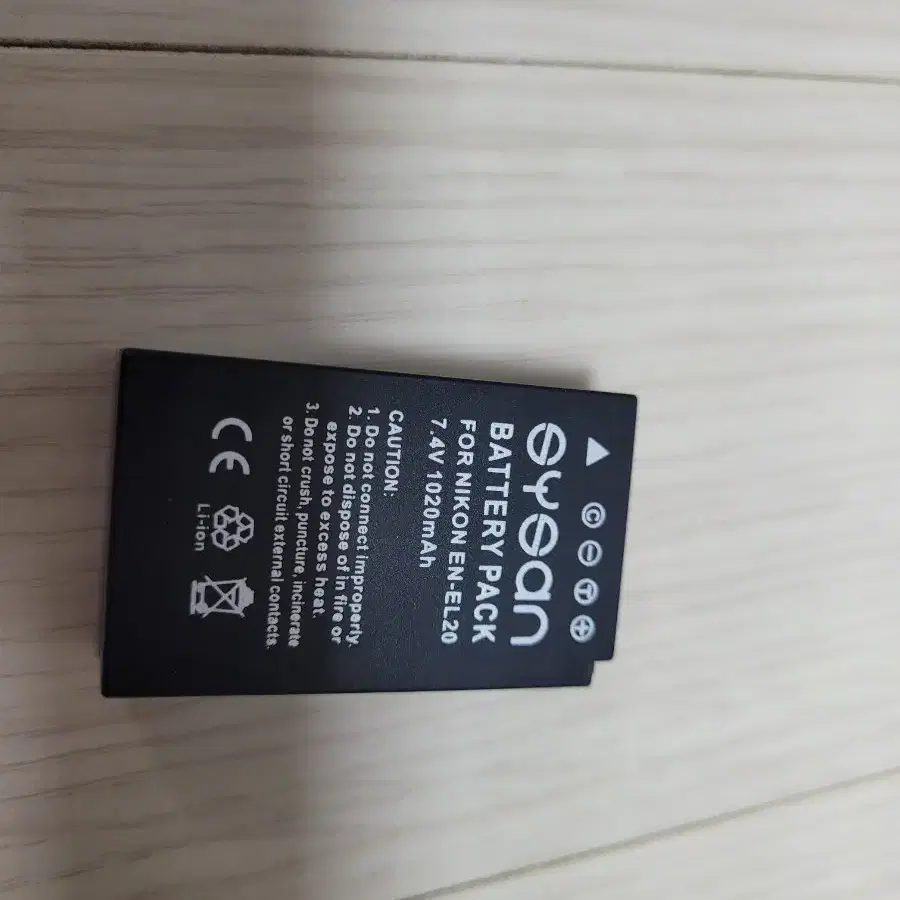 C − T +
eysan
BATTERY PACK
FOR NIKON EN-EL20
7.4V 1020mAh
CAUTION:
1. Do not connect improperly.
2. Do not dispose of in fire or
expose to excess heat.
3. Do not crush, puncture, incinerate
or short circuit external contacts.
CE
Li-ion